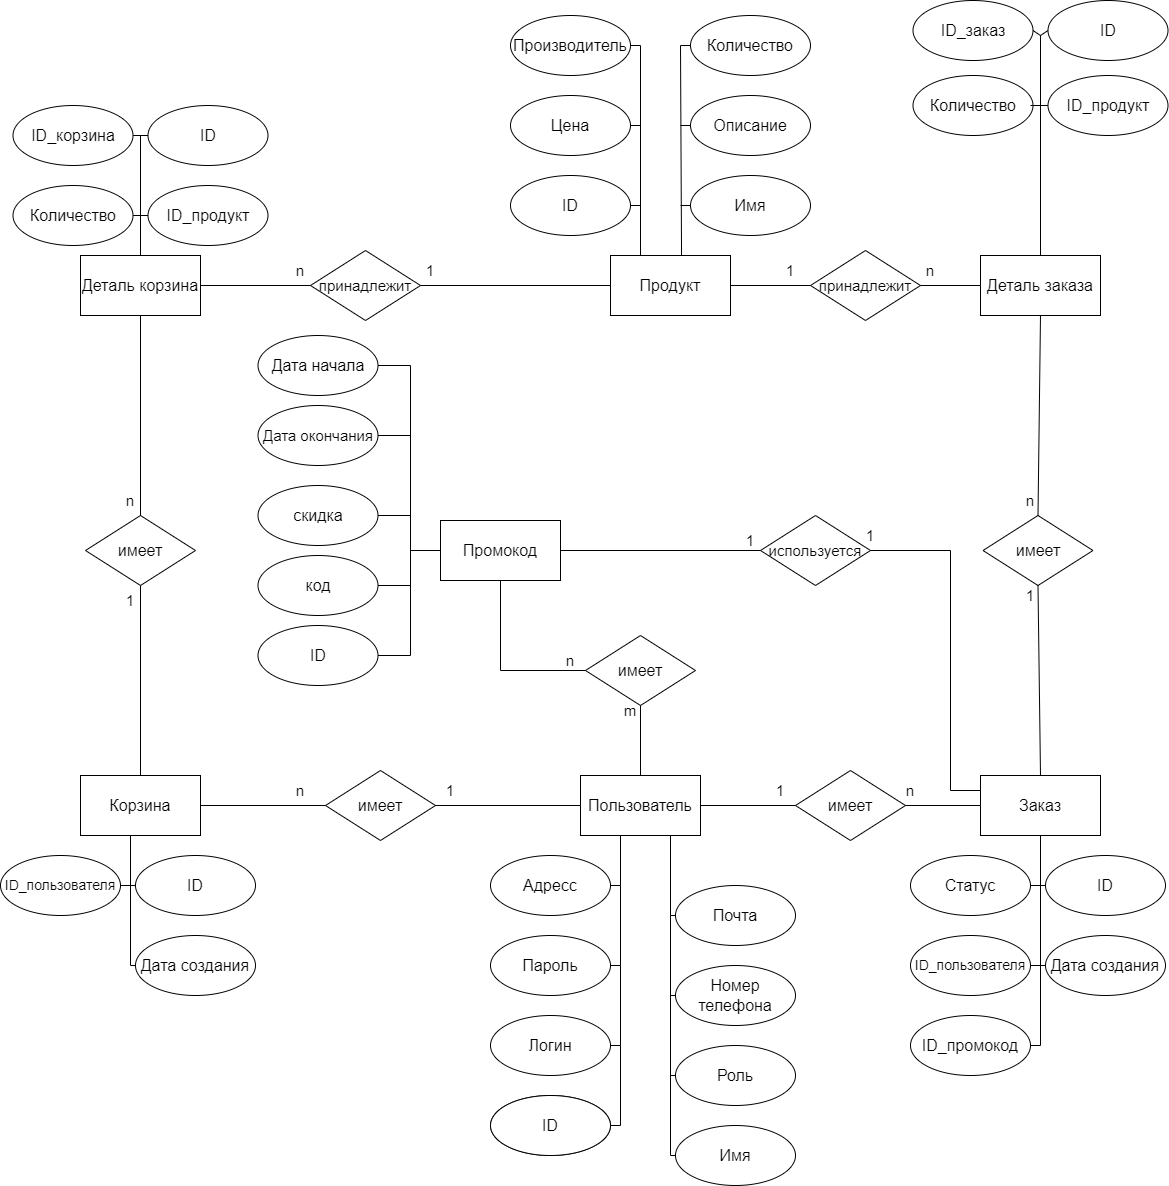 ID_заказ
ID
Производитель
Количество
Количество
ID_продукт
Цена
Описание
ID_корзина
ID
ID
Имя
Количество
ID_продукт
Деталь корзина
n
принадлежит
1
Продукт
1
принадлежит
n
Деталь заказа
Дата начала
Дата окончания
скидка
код
ID
n
имеет
1
Промокод
1
используется
1
n
имеет
1
n
имеет
m
Корзина
n
имеет
1
Пользователь
1
имеет
n
Заказ
ID_пользователя
ID
Дата создания
Адресс
Пароль
Логин
ID
Почта
Номер
телефона
Роль
Имя
Статус
ID
ID_пользователя
Дата создания
ID_промокод